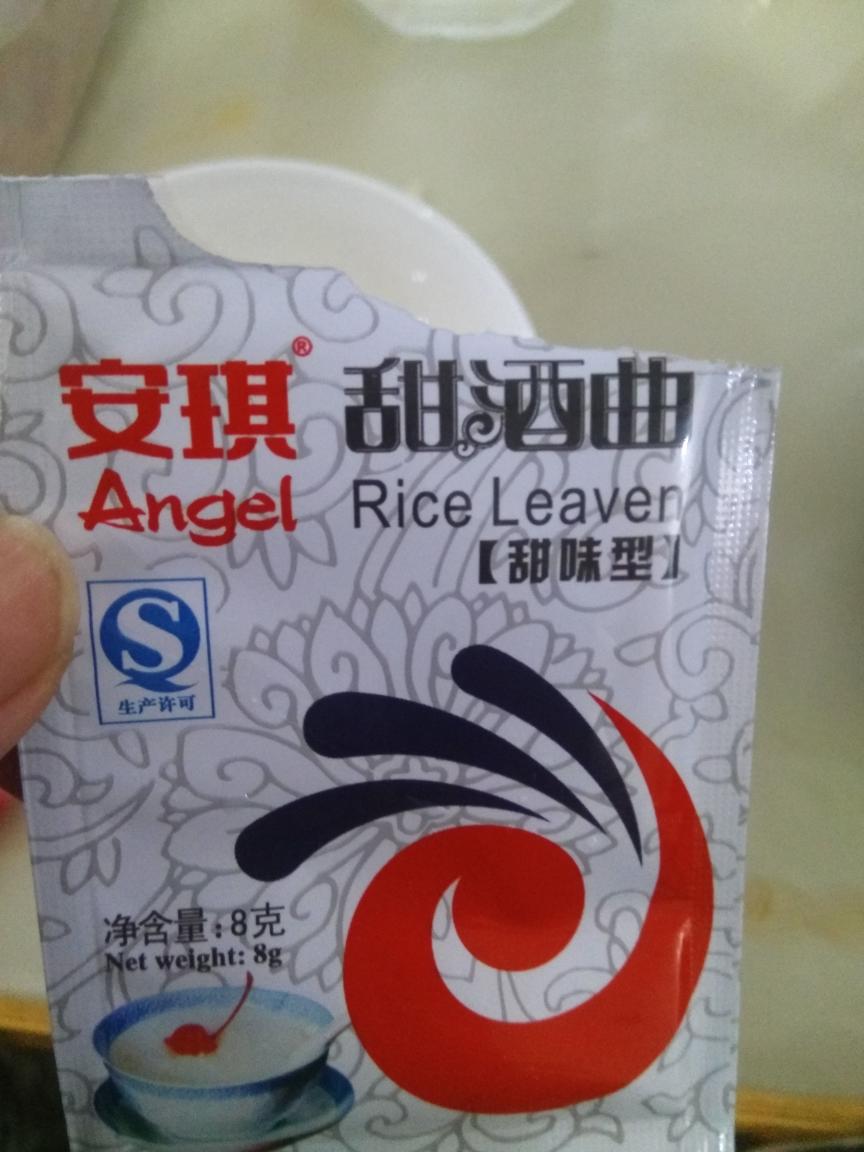 安琪® 甜酒曲
Angel Rice Leaven
【甜味型】
S
生产许可
净含量:8克
Net weight: 8g